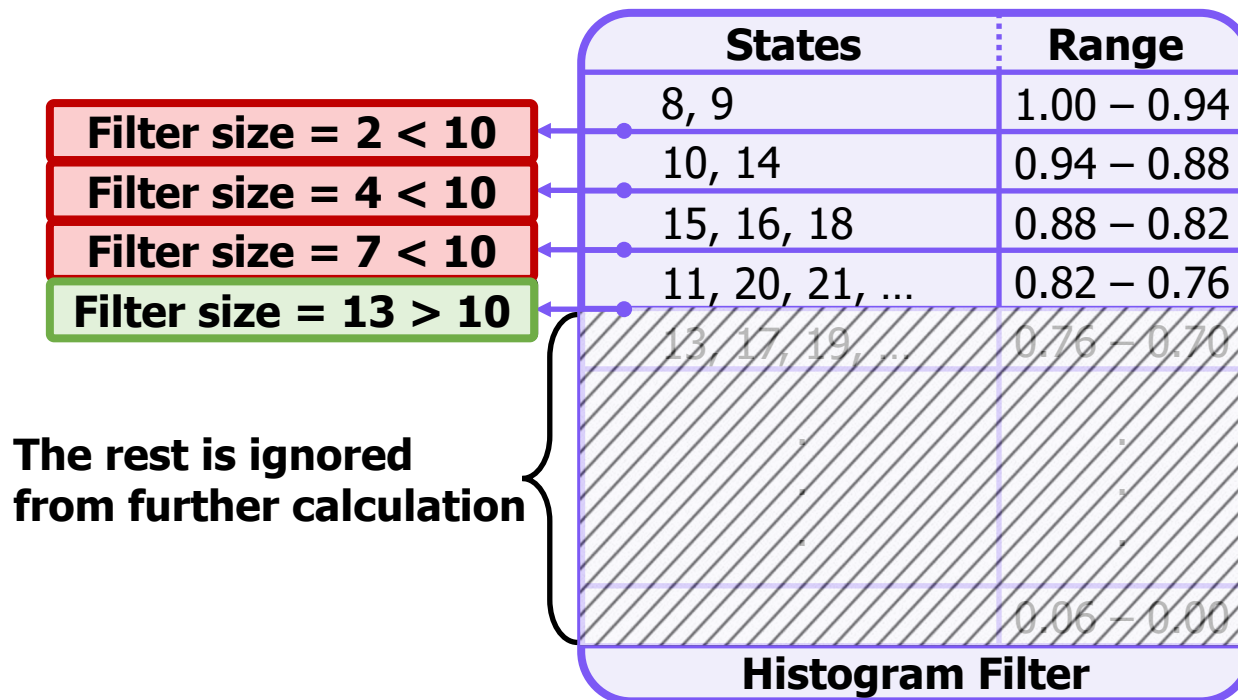 States Range
8, 9 1.00 – 0.94
Filter size = 2 < 10
10, 14 0.94 – 0.88
Filter size = 4 < 10
15, 16, 18 0.88 – 0.82
Filter size = 7 < 10
11, 20, 21, ... 0.82 – 0.76
Filter size = 13 > 10
13, 17, 19, ... 0.76 – 0.70
. .
. .
. .
The rest is ignored
from further calculation
0.06 – 0.00
Histogram Filter